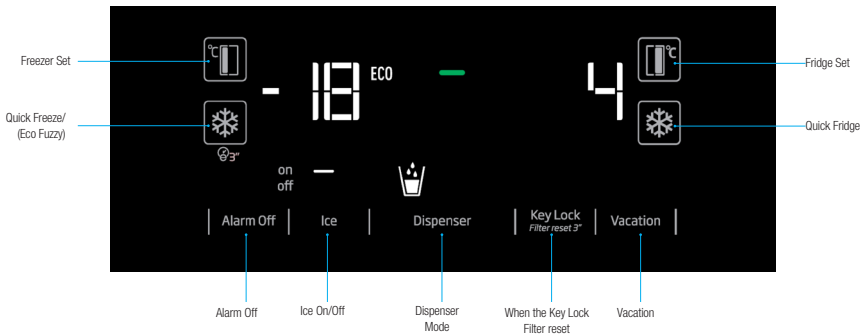 Freezer Set
°C
- 18
ECO
4
°C
Fridge Set
Quick Freeze/
(Eco Fuzzy)
3"
Quick Fridge
on
off
Alarm Off
Ice
Dispenser
Key Lock
Filter reset 3"
Vacation
Alarm Off
Ice On/Off
Dispenser
Mode
When the Key Lock
Filter reset
Vacation